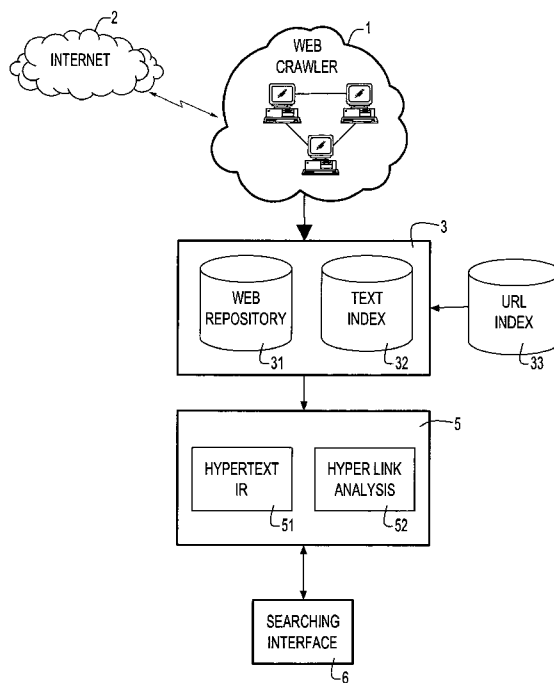 2
INTERNET
1
WEB
CRAWLER
3
WEB
REPOSITORY
31
TEXT
INDEX
32
URL
INDEX
33
5
HYPERTEXT
IR
51
HYPER LINK
ANALYSIS
52
SEARCHING
INTERFACE
6